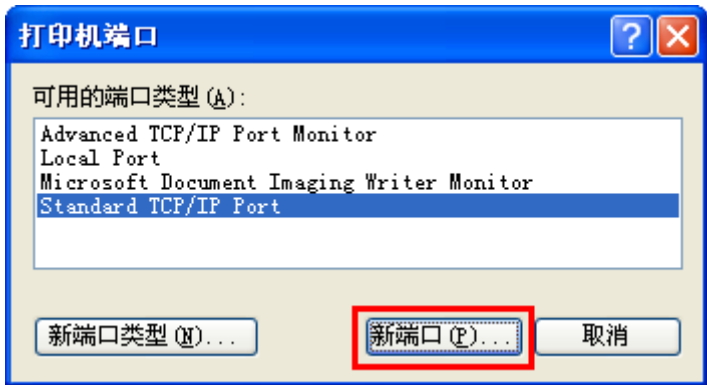 打印机端口
可用的端口类型(A):
Advanced TCP/IP Port Monitor
Local Port
Microsoft Document Imaging Writer Monitor
Standard TCP/IP Port
新端口类型(N)... 新端口(P)... 取消